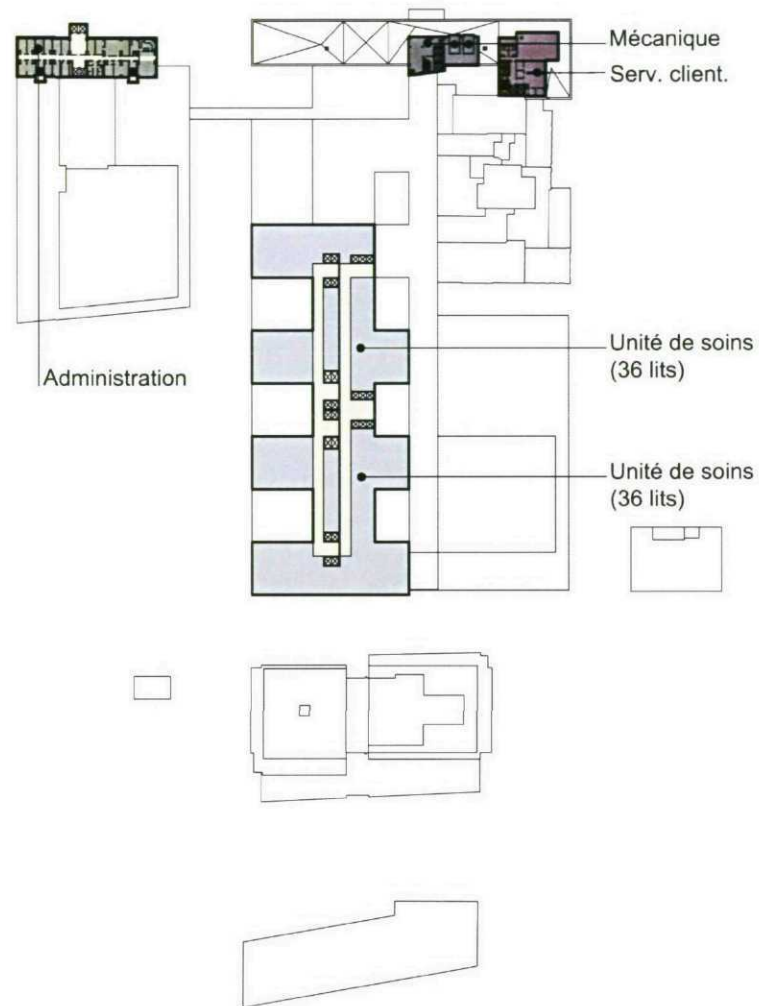 Mécanique
Serv. client.
Administration
Unité de soins
(36 lits)
Unité de soins
(36 lits)